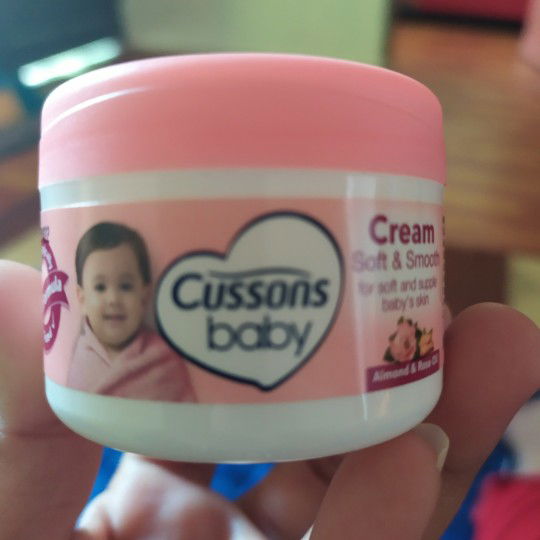 Cussons
baby
Cream
Soft & Smooth
for soft and supple
baby's skin
Almond & Rose Oil